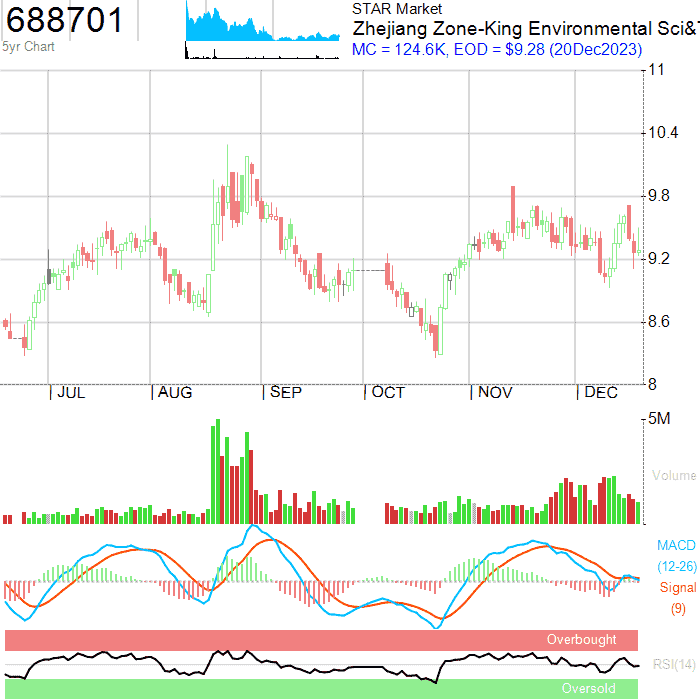 688701
5yr Chart
STAR Market
Zhejiang Zone-King Environmental Sci&
MC = 124.6K, EOD = $9.28 (20Dec2023)
11
10.4
9.8
9.2
8.6
8
JUL
AUG
SEP
OCT
NOV
DEC
5M
Volume
MACD
(12-26)
Signal
(9)
Overbought
RSI(14)
Oversold